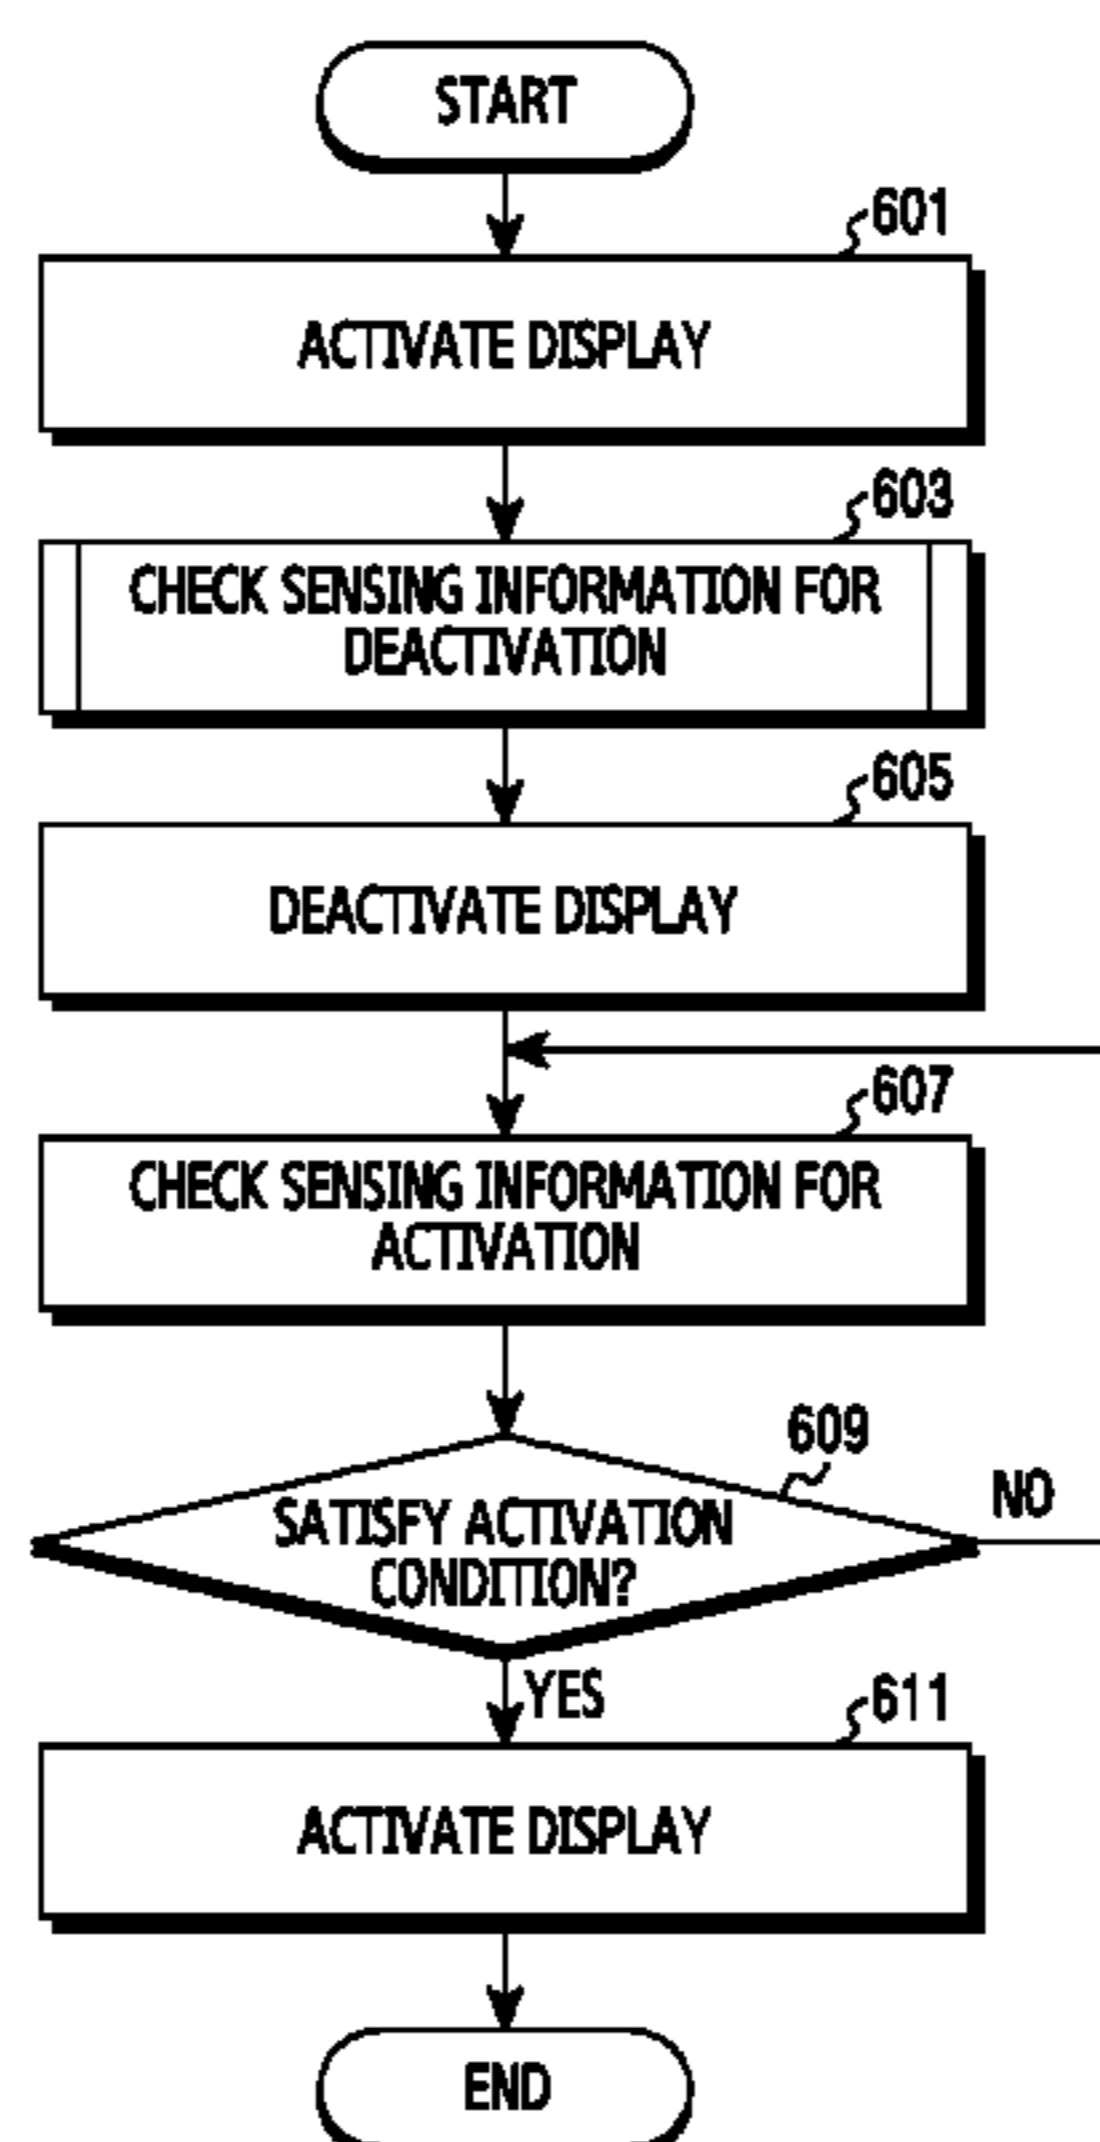 START
601
ACTIVATE DISPLAY
603
CHECK SENSING INFORMATION FOR
DEACTIVATION
605
DEACTIVATE DISPLAY
607
CHECK SENSING INFORMATION FOR
ACTIVATION
609
NO
SATISFY ACTIVATION
CONDITION?
YES
611
ACTIVATE DISPLAY
END